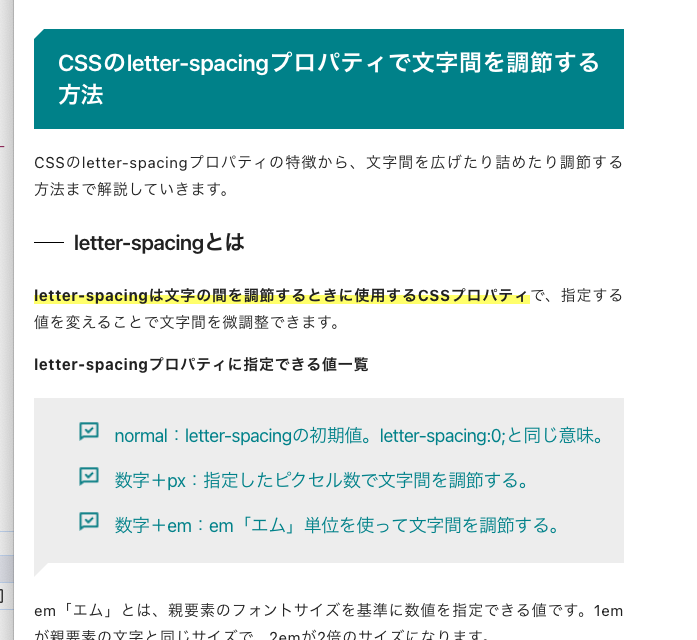 CSSのletter-spacingプロパティで文字間を調節する
方法
CSSのletter-spacingプロパティの特徴から、文字間を広げたり詰めたり調節する
方法まで解説していきます。
letter-spacingとは
letter-spacingは文字の間を調節するときに使用するCSSプロパティで、指定する
値を変えることで文字間を微調整できます。
letter-spacingプロパティに指定できる値一覧
normal：letter-spacingの初期値。letter-spacing:0;と同じ意味。
数字＋px：指定したピクセル数で文字間を調節する。
数字＋em：em「エム」単位を使って文字間を調節する。
em「エム」とは、親要素のフォントサイズを基準に数値を指定できる値です。1em
が親要素の文字と同じサイズで、2emが2倍のサイズになります。